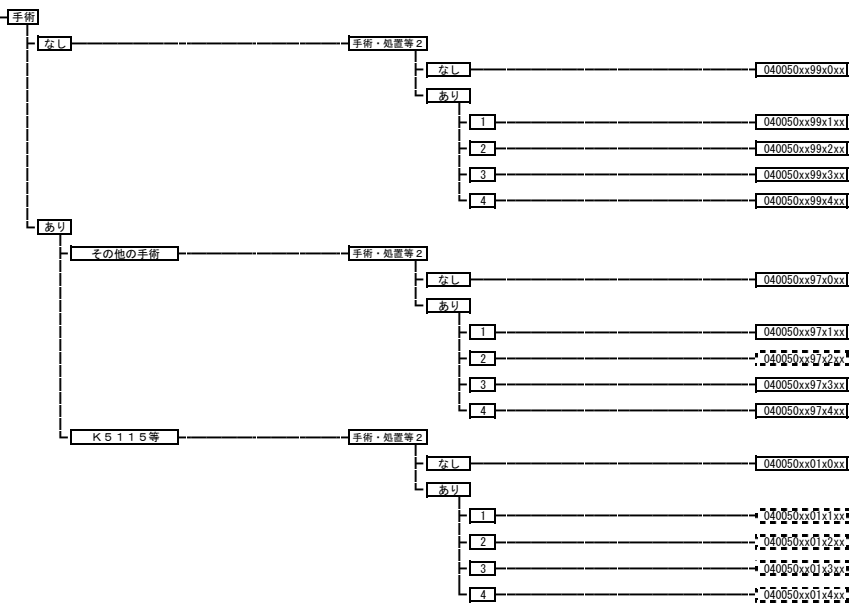 手術
なし 手術・処置等2
なし 040050xx99x0xx
あり
1 040050xx99x1xx
2 040050xx99x2xx
3 040050xx99x3xx
4 040050xx99x4xx
あり
その他の手術 手術・処置等2
なし 040050xx97x0xx
あり
1 040050xx97x1xx
2 040050xx97x2xx
3 040050xx97x3xx
4 040050xx97x4xx
K5115等 手術・処置等2
なし 040050xx01x0xx
あり
1 040050xx01x1xx
2 040050xx01x2xx
3 040050xx01x3xx
4 040050xx01x4xx